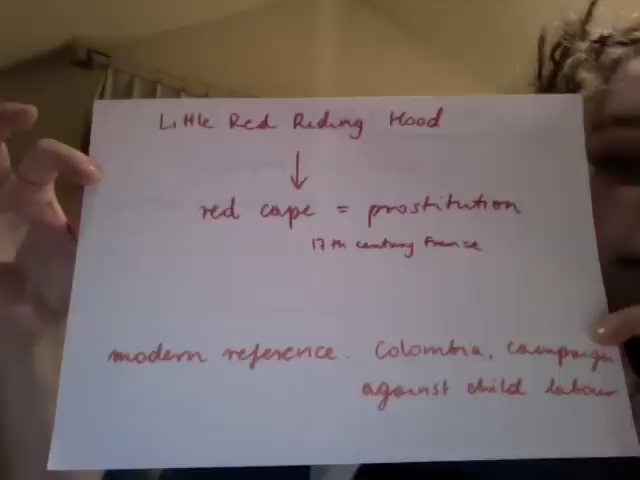 Little Red Riding Hood
↓
red cape = prostitution
17th century France
modern reference. Colombia, campaign
against child labour